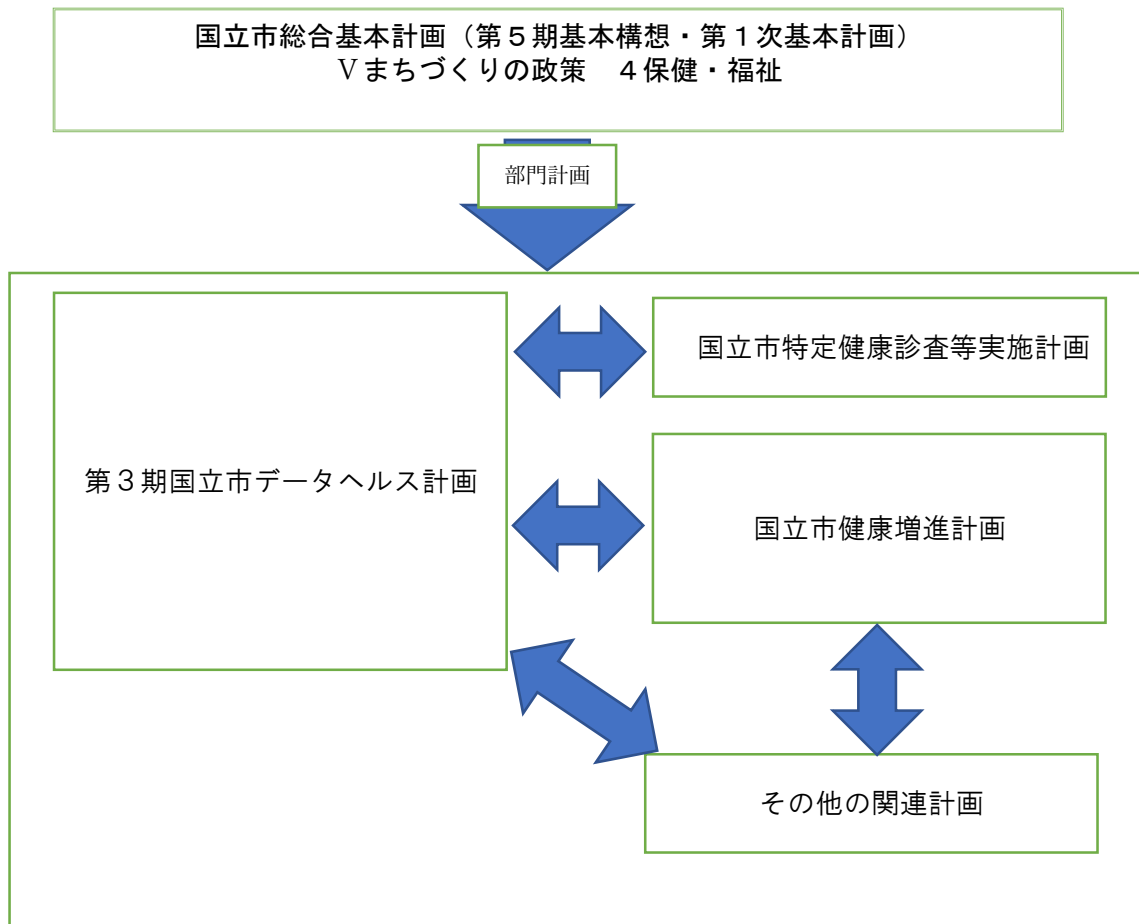 国立市総合基本計画（第５期基本構想・第１次基本計画）
Ⅴまちづくりの政策　４保健・福祉
部門計画
国立市特定健康診査等実施計画
第３期国立市データヘルス計画
国立市健康増進計画
その他の関連計画